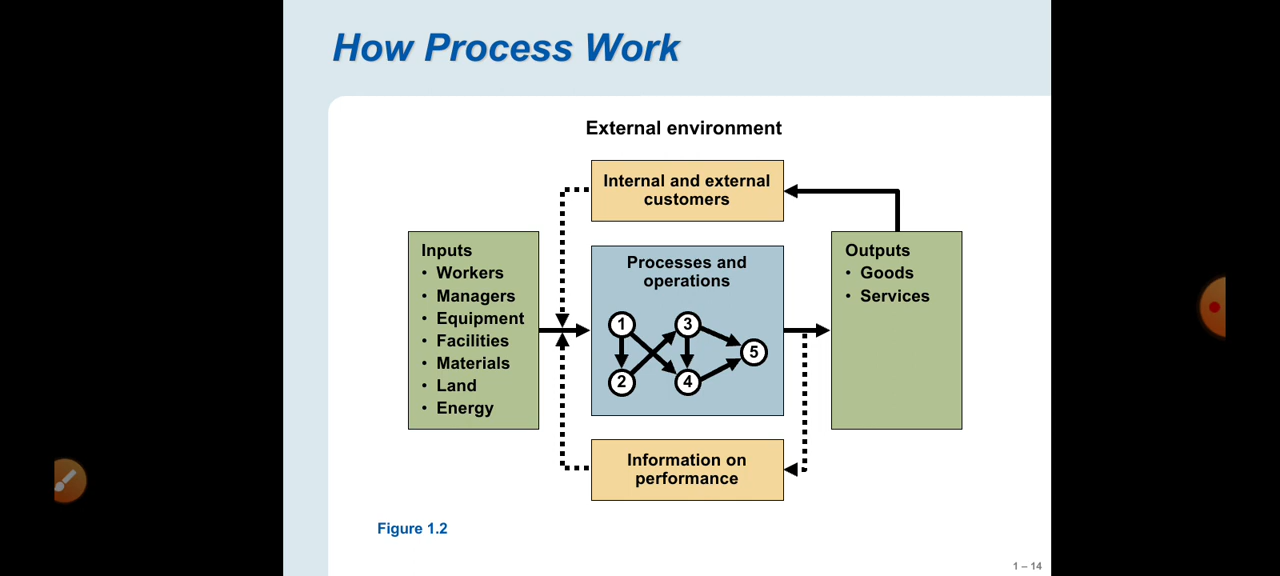 How Process Work
External environment
Internal and external
customers
Inputs
• Workers
• Managers
• Equipment
• Facilities
• Materials
• Land
• Energy
Processes and
operations
1
3
5
2
4
Outputs
• Goods
• Services
Information on
performance
Figure 1.2
1 – 14